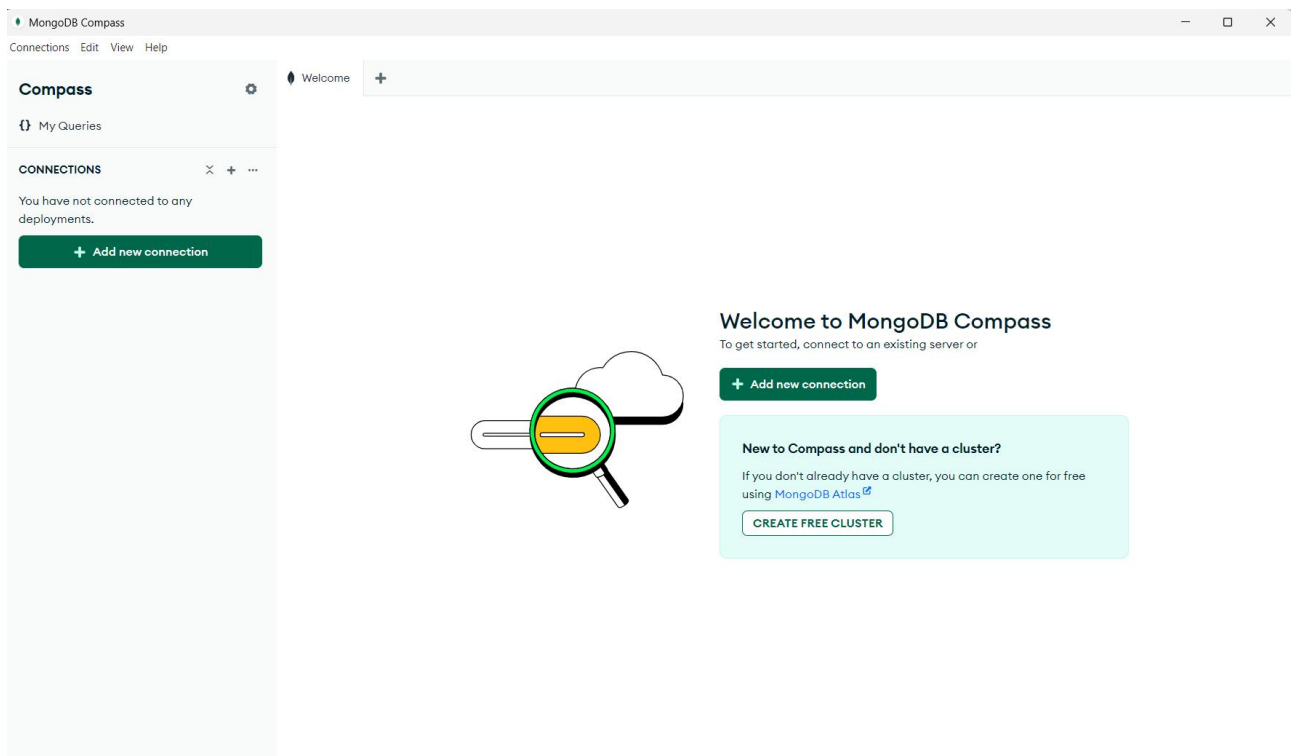 MongoDB Compass
Connections Edit View Help
Compass
{} My Queries
CONNECTIONS
You have not connected to any
deployments.
+ Add new connection
Welcome
Welcome to MongoDB Compass
To get started, connect to an existing server or
+ Add new connection
New to Compass and don't have a cluster?
If you don't already have a cluster, you can create one for free
using MongoDB Atlas
CREATE FREE CLUSTER